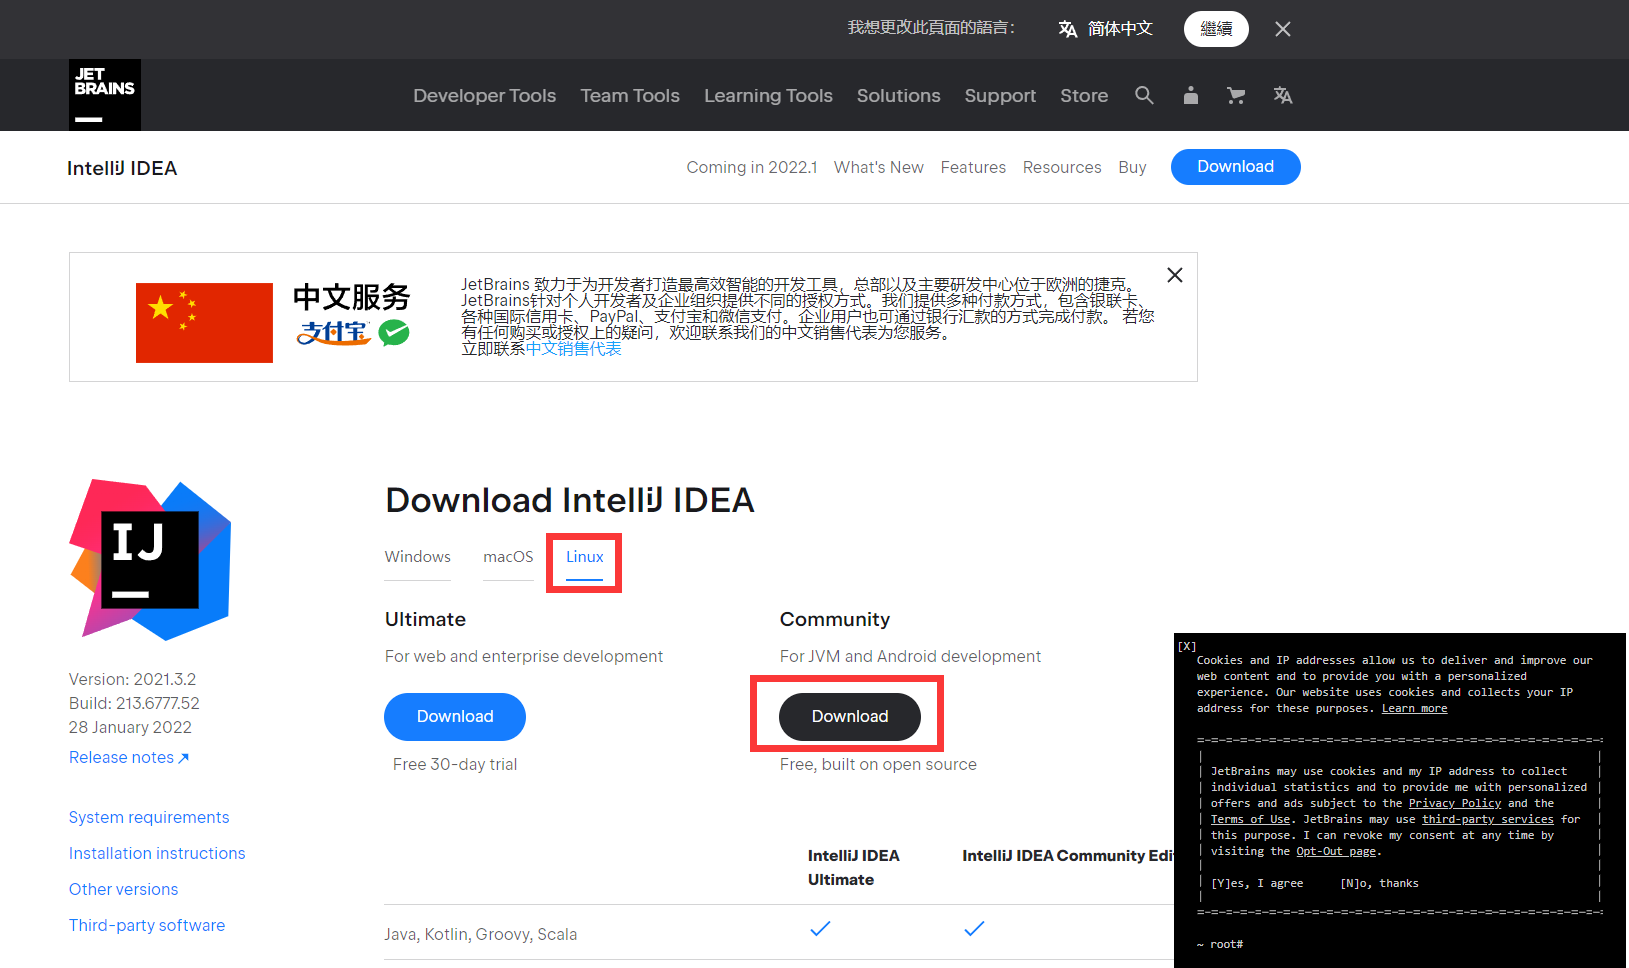 我想更改此頁面的語言：
简体中文
繼續
JET
BRAINS
Developer Tools
Team Tools
Learning Tools
Solutions
Support
Store
IntelliJ IDEA
Coming in 2022.1
What's New
Features
Resources
Buy
Download
中文服务
支付宝
JetBrains 致力于为开发者打造最高效智能的开发工具，总部以及主要研发中心位于欧洲的捷克。
JetBrains针对个人开发者及企业组织提供不同的授权方式。我们提供多种付款方式，包含银联卡、
各种国际信用卡、PayPal、支付宝和微信支付。企业用户也可通过银行汇款的方式完成付款。 若您
有任何购买或授权上的疑问，欢迎联系我们的中文销售代表为您服务。
立即联系中文销售代表
IJ
Version: 2021.3.2
Build: 213.6777.52
28 January 2022
Release notes ↗
System requirements
Installation instructions
Other versions
Third-party software
Download IntelliJ IDEA
Windows
macOS
Linux
Ultimate
For web and enterprise development
Download
Free 30-day trial
Community
For JVM and Android development
Download
Free, built on open source
IntelliJ IDEA
Ultimate
IntelliJ IDEA Community Edi
Java, Kotlin, Groovy, Scala
[X]
Cookies and IP addresses allow us to deliver and improve our
web content and to provide you with a personalized
experience. Our website uses cookies and collects your IP
address for these purposes. Learn more
JetBrains may use cookies and my IP address to collect
individual statistics and to provide me with personalized
offers and ads subject to the Privacy Policy and the
Terms of Use. JetBrains may use third-party services for
this purpose. I can revoke my consent at any time by
visiting the Opt-Out page.
[Y]es, I agree
[N]o, thanks
~ root#